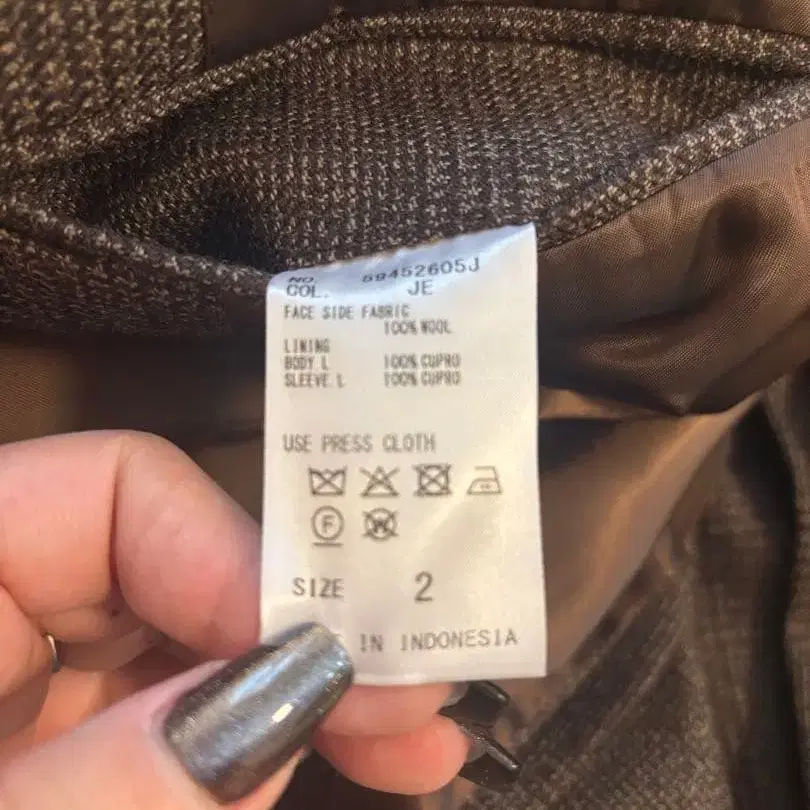 NO. 59452605J
COL. JE
FACE SIDE FABRIC
100% WOOL
LINING
BODY L 100% CUPRO
SLEEVE L 100% CUPRO
USE PRESS CLOTH
F W
SIZE 2
IN INDONESIA